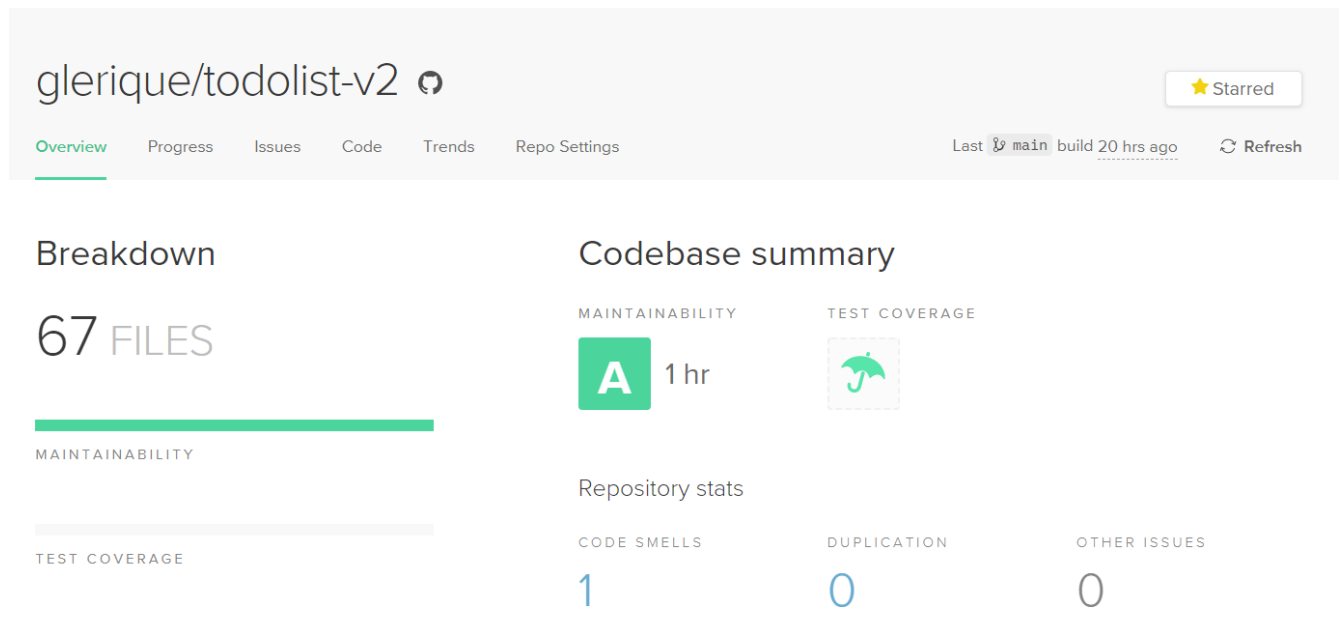 glerique/todolist-v2
Starred
Overview Progress Issues Code Trends Repo Settings Last main build 20 hrs ago Refresh
Breakdown
67 FILES
MAINTAINABILITY
TEST COVERAGE
Codebase summary
MAINTAINABILITY TEST COVERAGE
A 1 hr
Repository stats
CODE SMELLS DUPLICATION OTHER ISSUES
1 0 0